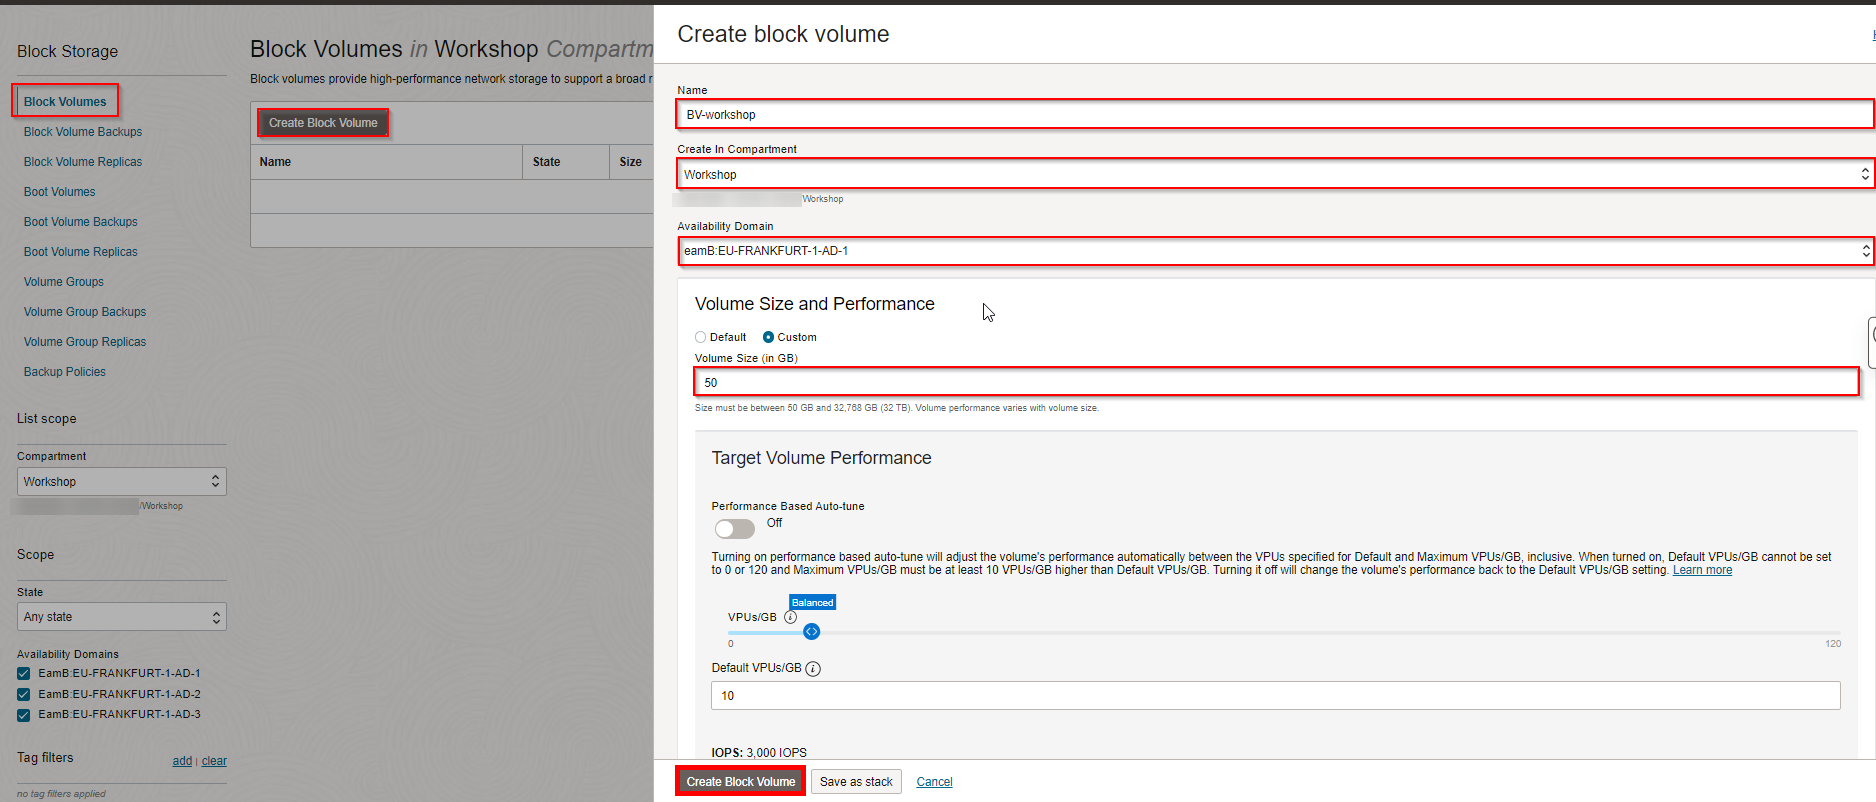 Block Storage
Block Volumes
Block Volume Backups
Block Volume Replicas
Boot Volumes
Boot Volume Backups
Boot Volume Replicas
Volume Groups
Volume Group Backups
Volume Group Replicas
Backup Policies
List scope
Compartment
Workshop
/Workshop
Scope
State
Any state
Availability Domains
EamB:EU-FRANKFURT-1-AD-1
EamB:EU-FRANKFURT-1-AD-2
EamB:EU-FRANKFURT-1-AD-3
Tag filters add | clear
no tag filters applied
Block Volumes in Workshop Compartm
Block volumes provide high-performance network storage to support a broad r
Create Block Volume
Name State Size
Create block volume
Name
BV-workshop
Create In Compartment
Workshop
/Workshop
Availability Domain
eamB:EU-FRANKFURT-1-AD-1
Volume Size and Performance
Default Custom
Volume Size (in GB)
50
Size must be between 50 GB and 32,768 GB (32 TB). Volume performance varies with volume size.
Target Volume Performance
Performance Based Auto-tune
Off
Turning on performance based auto-tune will adjust the volume's performance automatically between the VPUs specified for Default and Maximum VPUs/GB, inclusive. When turned on, Default VPUs/GB cannot be set
to 0 or 120 and Maximum VPUs/GB must be at least 10 VPUs/GB higher than Default VPUs/GB. Turning it off will change the volume's performance back to the Default VPUs/GB setting. Learn more
Balanced
VPUs/GB
0 120
Default VPUs/GB
10
IOPS: 3,000 IOPS
Create Block Volume Save as stack Cancel